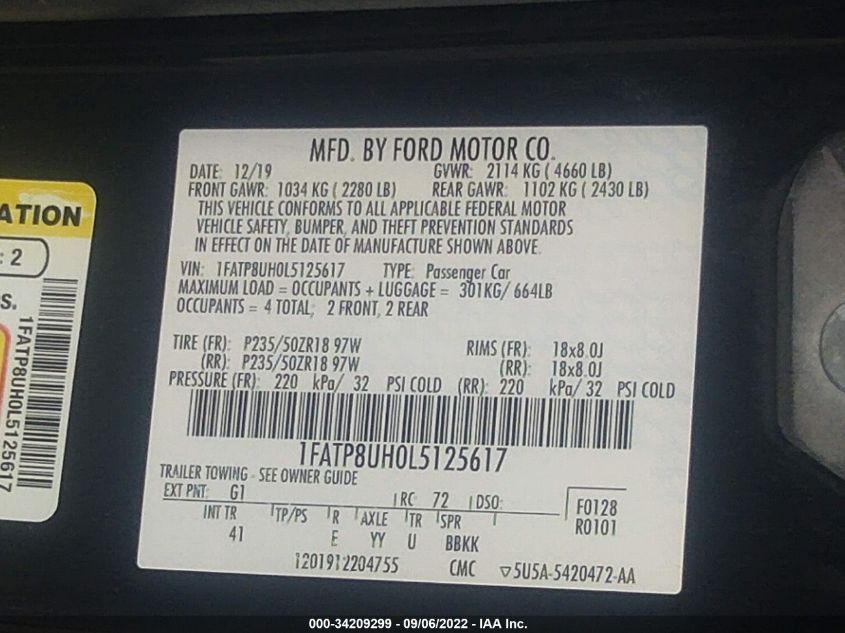 MFD. BY FORD MOTOR CO.
DATE: 12/19 GVWR: 2114 KG ( 4660 LB)
FRONT GAWR: 1034 KG ( 2280 LB) REAR GAWR: 1102 KG ( 2430 LB)
THIS VEHICLE CONFORMS TO ALL APPLICABLE FEDERAL MOTOR
VEHICLE SAFETY, BUMPER, AND THEFT PREVENTION STANDARDS
IN EFFECT ON THE DATE OF MANUFACTURE SHOWN ABOVE.
VIN: 1FATP8UH0L5125617 TYPE: Passenger Car
MAXIMUM LOAD = OCCUPANTS + LUGGAGE = 301KG/ 664LB
OCCUPANTS = 4 TOTAL; 2 FRONT, 2 REAR
TIRE (FR): P235/50ZR18 97W RIMS (FR): 18x8.0J
(RR): P235/50ZR18 97W (RR): 18x8.0J
PRESSURE (FR): 220 kPa/ 32 PSI COLD (RR): 220 kPa/ 32 PSI COLD
1FATP8UH0L5125617
TRAILER TOWING - SEE OWNER GUIDE
EXT PNT: G1 RC: 72 DSO: F0128
INT TR TP/PS R AXLE TR SPR R0101
41 E YY U BBKK
1201912204755 CMC ▽5U5A-5420472-AA
ATION
: 2
S.
1FATP8UH0L5125617
000-34209299 - 09/06/2022 - IAA Inc.